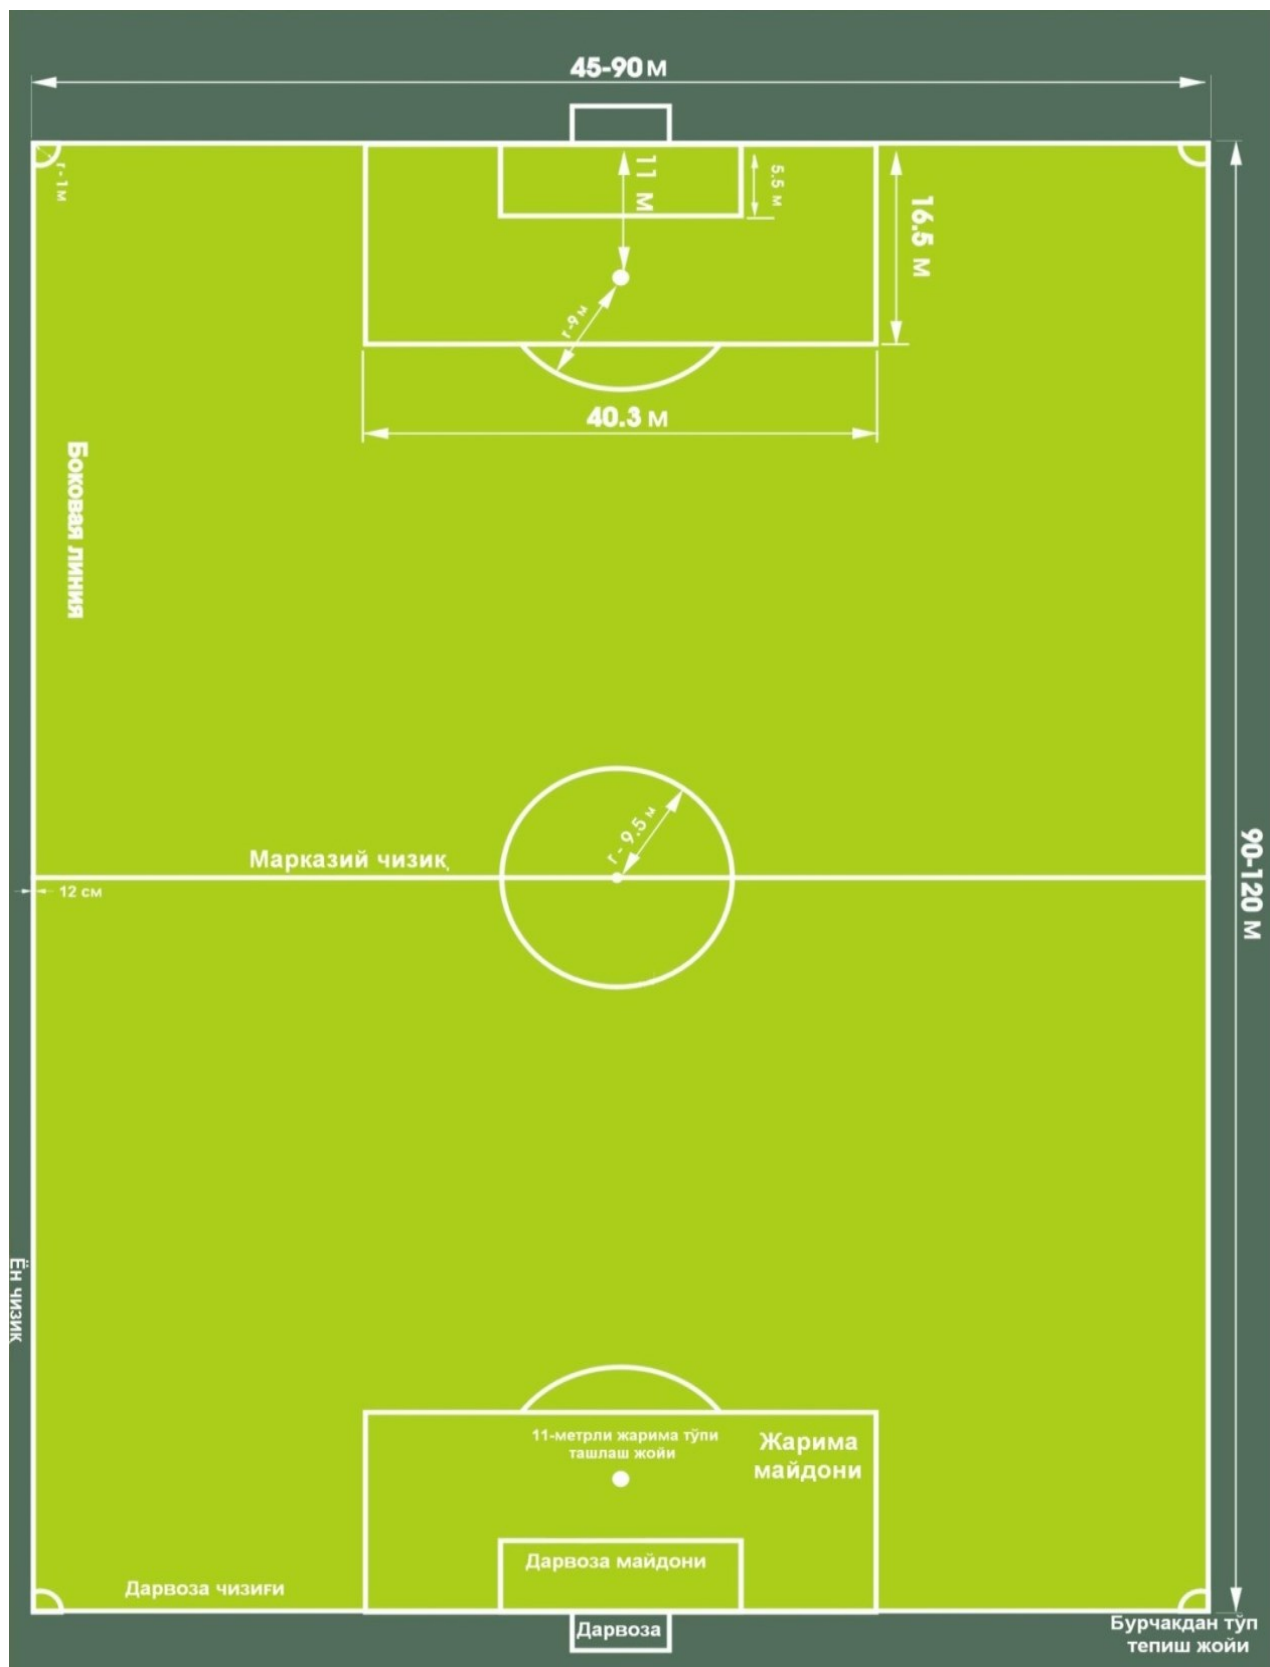 45-90 м
r-1 м
11 м
5.5 м
16.5 м
r-9 м
40.3 м
Боковая линия
r- 9.5 м
Марказий чизиқ
12 см
90-120 м
Ён чизик
11-метрли жарима тўпи
ташлаш жойи
Жарима
майдони
Дарвоза майдони
Дарвоза чизиғи
Дарвоза
Бурчакдан тўп
тепиш жойи